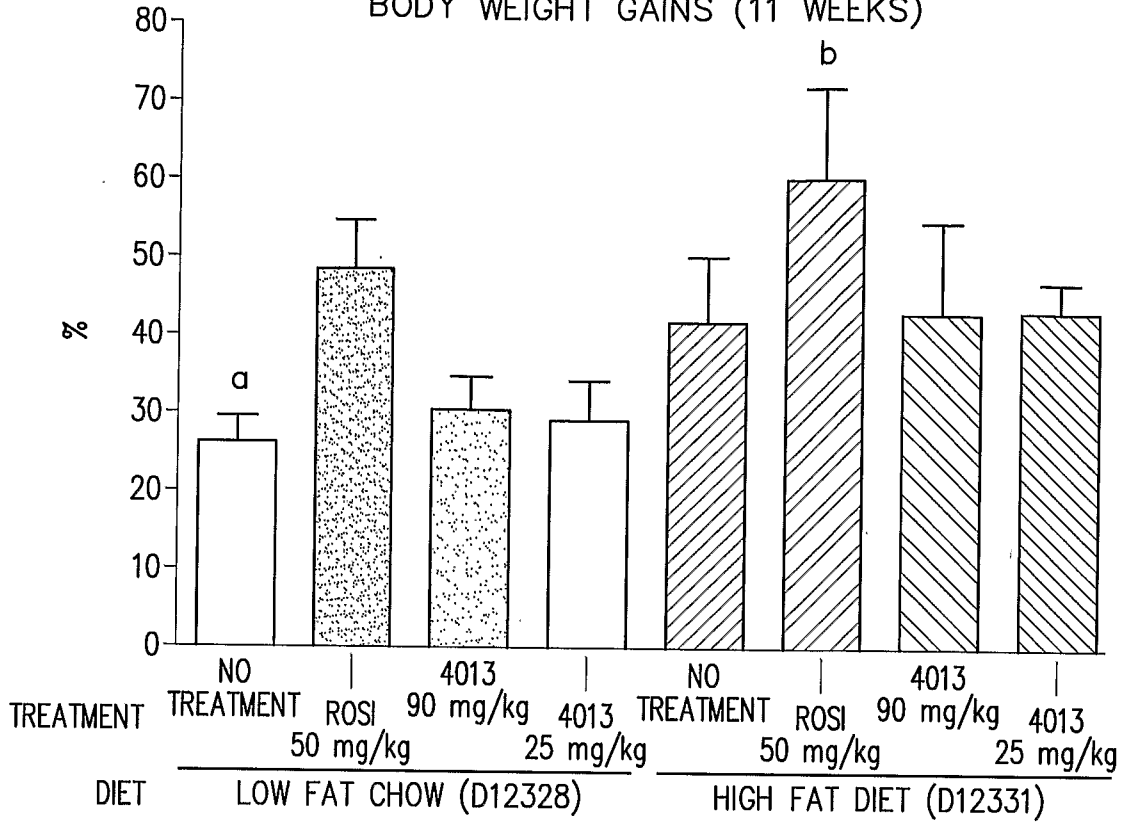 BODY WEIGHT GAINS (11 WEEKS)
80
70
60
50
40
30
20
10
0
%
a
b
TREATMENT
NO
TREATMENT
ROSI
50 mg/kg
4013
90 mg/kg
4013
25 mg/kg
NO
TREATMENT
ROSI
50 mg/kg
4013
90 mg/kg
4013
25 mg/kg
DIET
LOW FAT CHOW (D12328)
HIGH FAT DIET (D12331)